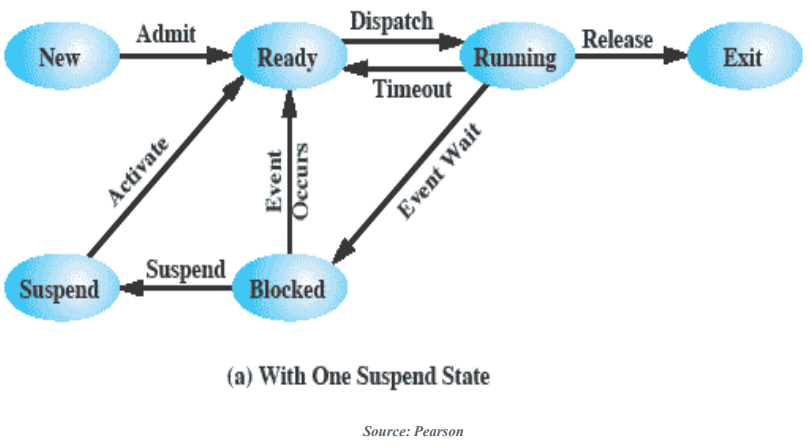 New
Admit
Ready
Dispatch
Timeout
Running
Release
Exit
Activate
Event
Occurs
Event Wait
Suspend
Suspend
Blocked
(a) With One Suspend State
Source: Pearson